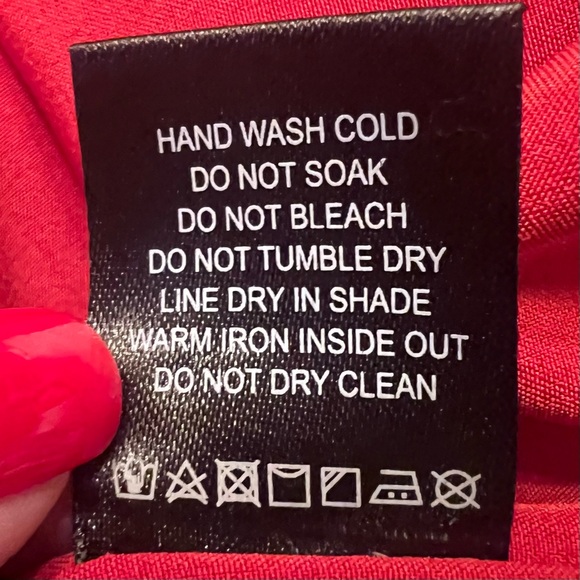 HAND WASH COLD
DO NOT SOAK
DO NOT BLEACH
DO NOT TUMBLE DRY
LINE DRY IN SHADE
WARM IRON INSIDE OUT
DO NOT DRY CLEAN